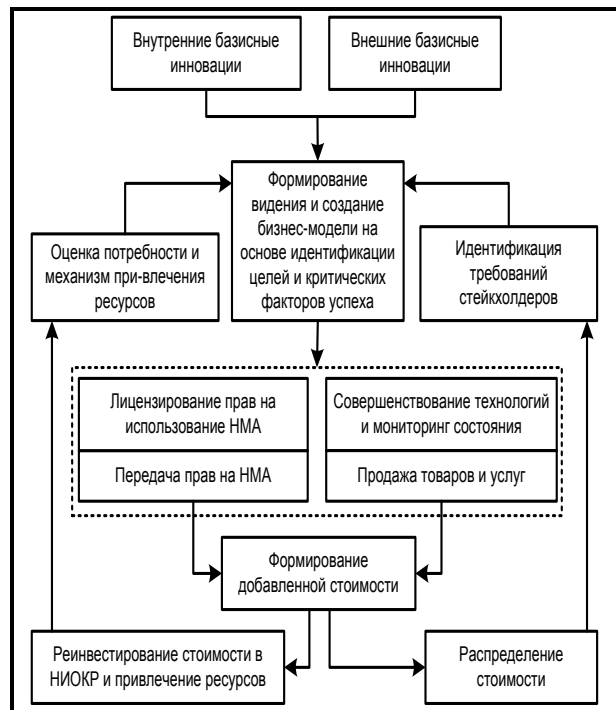 Внутренние базисные
инновации
Внешние базисные
инновации
Формирование
видения и создание
бизнес-модели на
основе идентификации
целей и критических
факторов успеха
Оценка потребности и
механизм при-влечения
ресурсов
Идентификация
требований
стейкхолдеров
Лицензирование прав на
использование НМА
Передача прав на НМА
Совершенствование технологий
и мониторинг состояния
Продажа товаров и услуг
Формирование
добавленной стоимости
Реинвестирование стоимости в
НИОКР и привлечение ресурсов
Распределение
стоимости